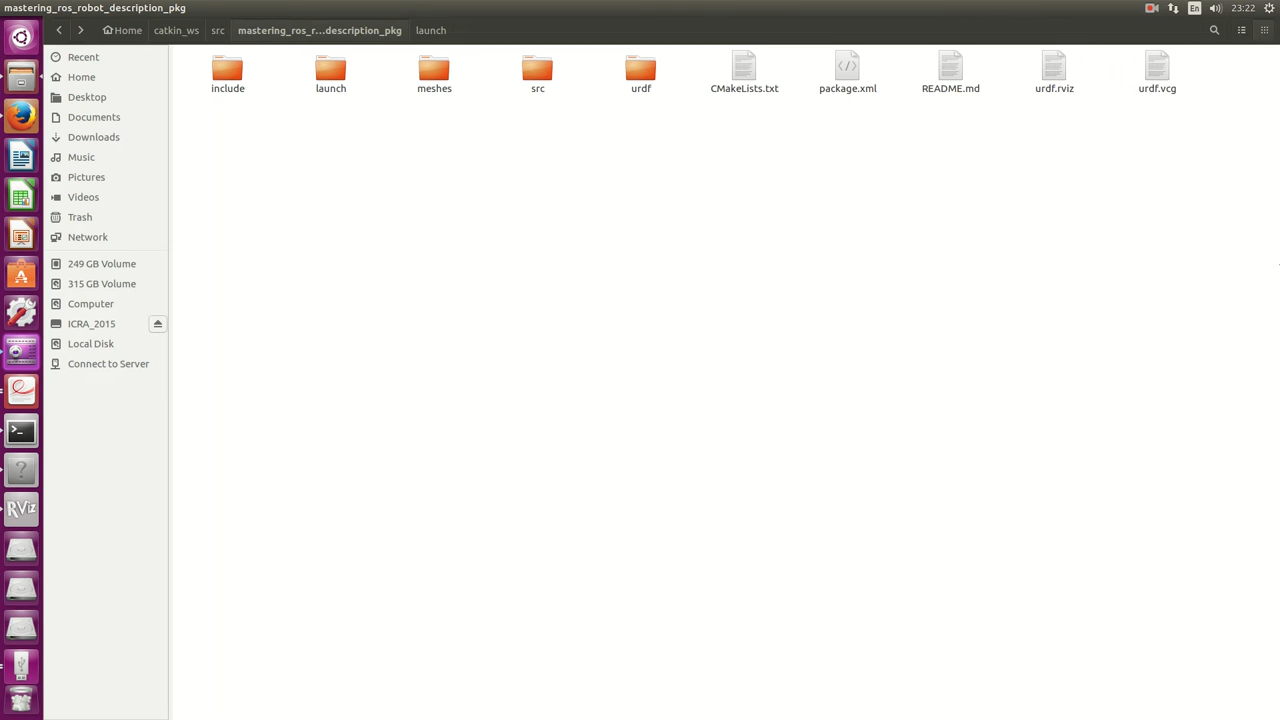 mastering_ros_robot_description_pkg
En
23:22
Home
catkin_ws
src
mastering_ros_r...description_pkg
launch
Recent
Home
Desktop
Documents
Downloads
Music
Pictures
Videos
Trash
Network
249 GB Volume
315 GB Volume
Computer
ICRA_2015
Local Disk
Connect to Server
include
launch
meshes
src
urdf
CMakeLists.txt
package.xml
README.md
urdf.rviz
urdf.vcg
RViz